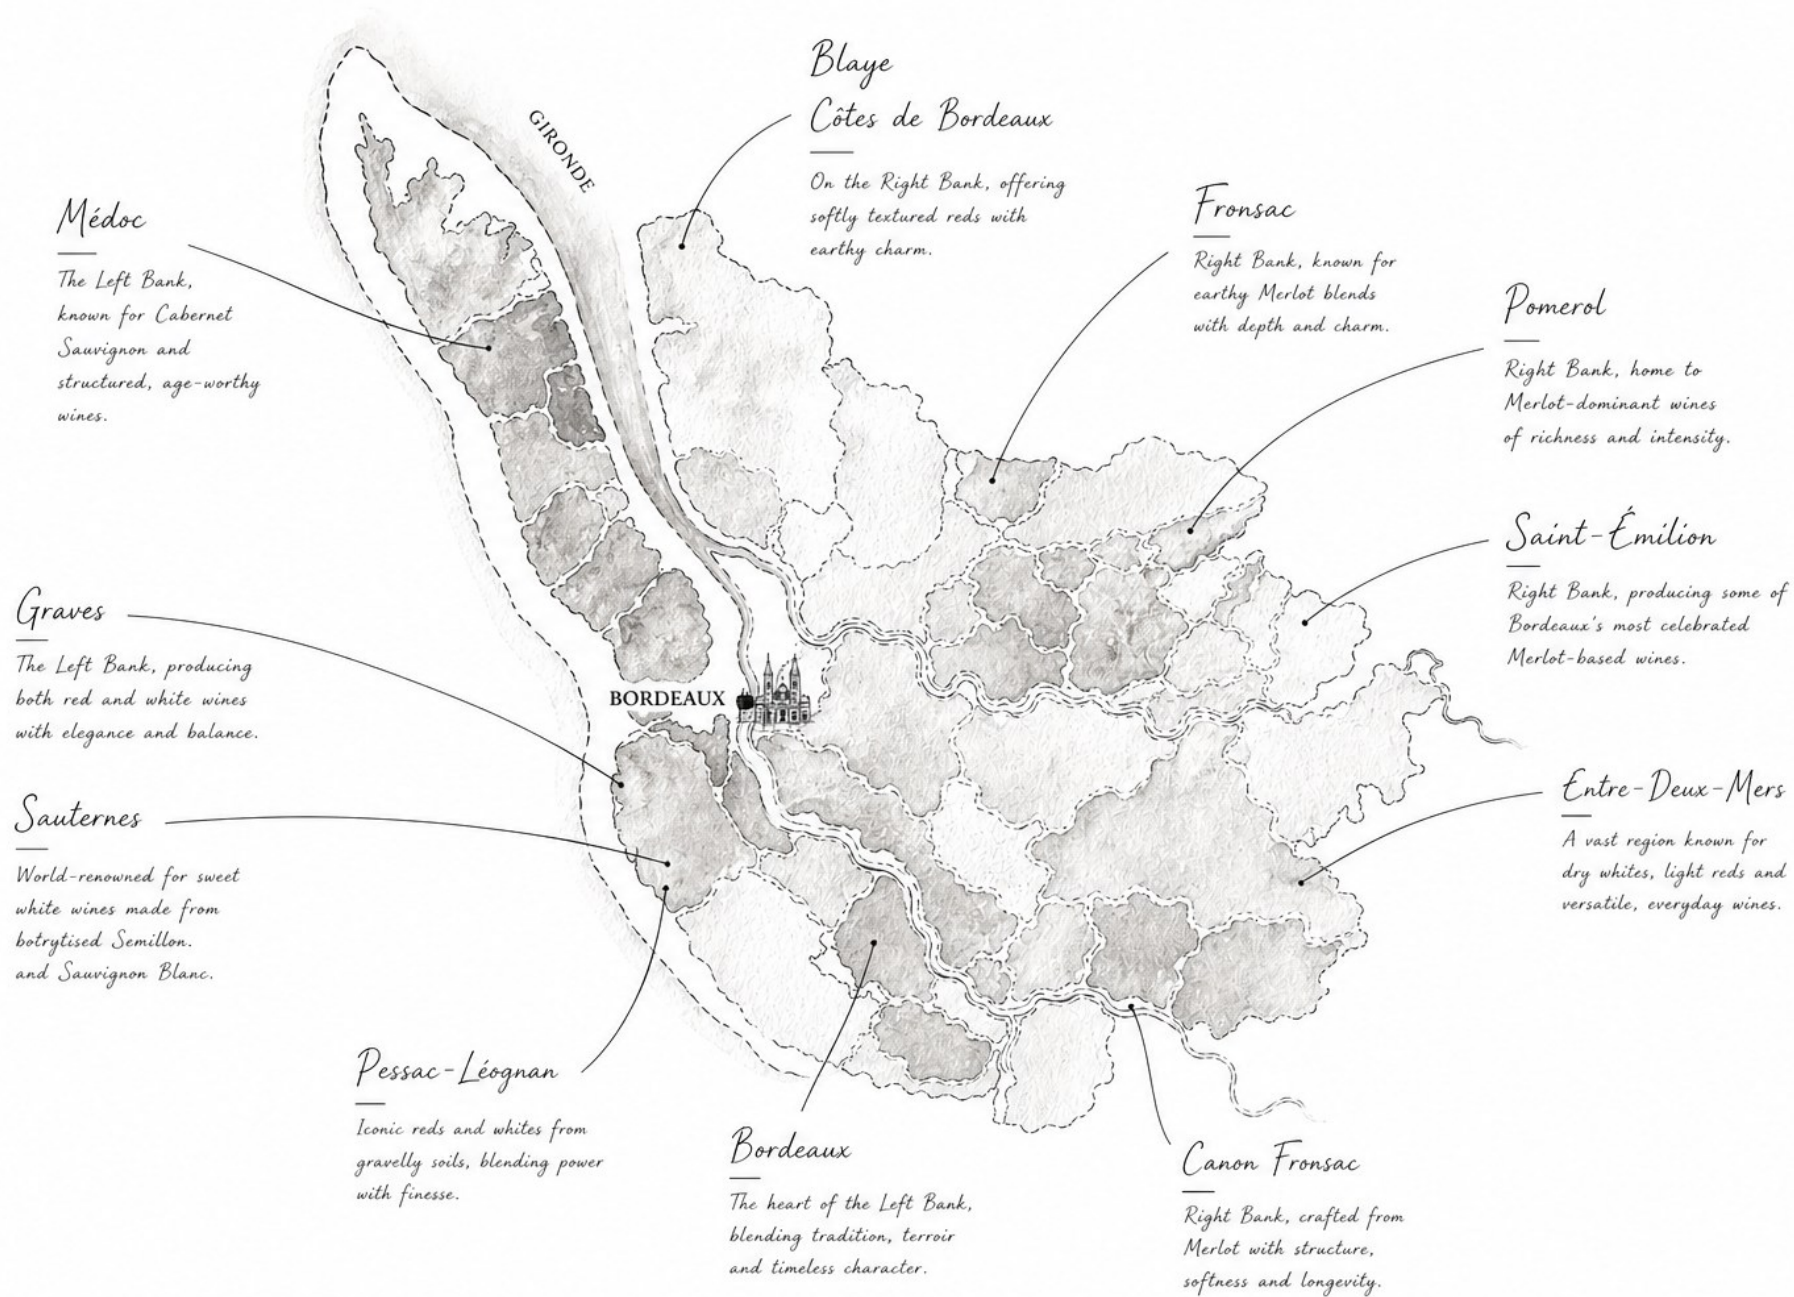 Blaye
Côtes de Bordeaux
On the Right Bank, offering
softly textured reds with
earthy charm.
GIRONDE
Médoc
The Left Bank,
known for Cabernet
Sauvignon and
structured, age-worthy
wines.
Fronsac
Right Bank, known for
earthy Merlot blends
with depth and charm.
Pomerol
Right Bank, home to
Merlot-dominant wines
of richness and intensity.
Saint-Émilion
Right Bank, producing some of
Bordeaux's most celebrated
Merlot-based wines.
Graves
The Left Bank, producing
both red and white wines
with elegance and balance.
BORDEAUX
Sauternes
World-renowned for sweet
white wines made from
botrytised Semillon.
and Sauvignon Blanc.
Entre-Deux-Mers
A vast region known for
dry whites, light reds and
versatile, everyday wines.
Pessac-Léognan
Iconic reds and whites from
gravelly soils, blending power
with finesse.
Bordeaux
The heart of the Left Bank,
blending tradition, terroir
and timeless character.
Canon Fronsac
Right Bank, crafted from
Merlot with structure,
softness and longevity.